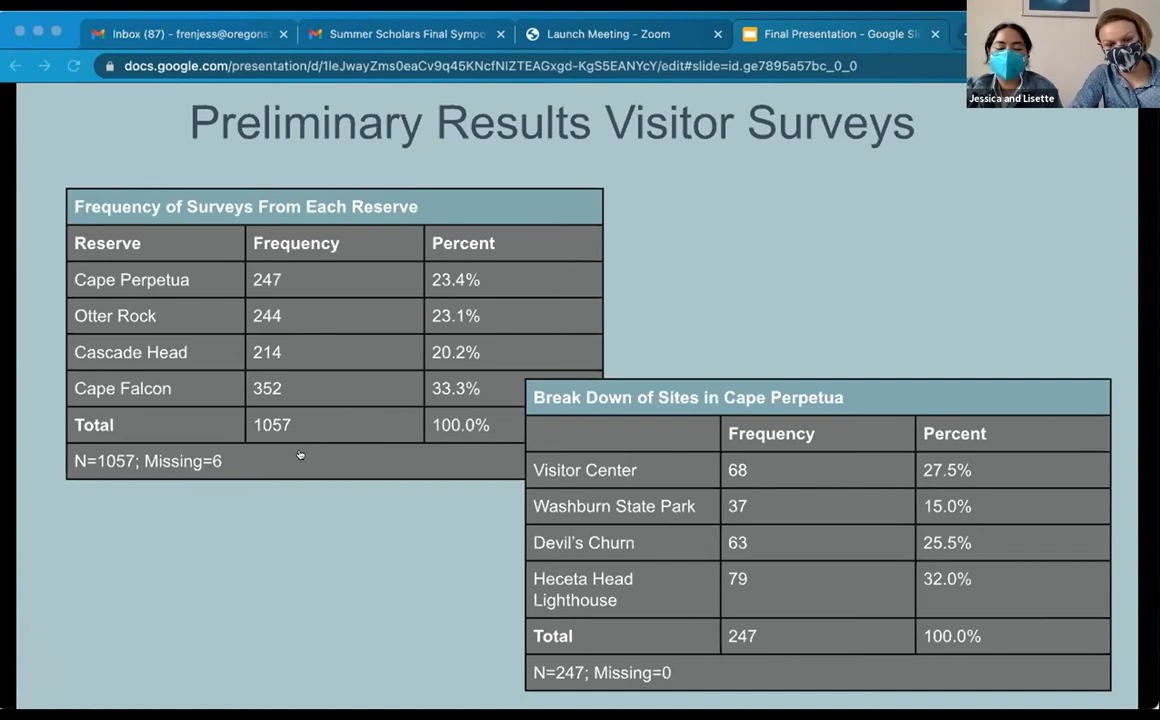 Inbox (87) - frenjess@oregons
Summer Scholars Final Sympo
Launch Meeting - Zoom
Final Presentation - Google Sli
docs.google.com/presentation/d/1leJwayZms0eaCv9q45KNcfNIZTEAGxgd-KgS5EANYcY/edit#slide=id.ge7895a57bc_0_0
Jessica and Lisette
Preliminary Results Visitor Surveys
Frequency of Surveys From Each Reserve
Reserve Frequency Percent
Cape Perpetua 247 23.4%
Otter Rock 244 23.1%
Cascade Head 214 20.2%
Cape Falcon 352 33.3%
Total 1057 100.0%
N=1057; Missing=6
Break Down of Sites in Cape Perpetua
Frequency Percent
Visitor Center 68 27.5%
Washburn State Park 37 15.0%
Devil's Churn 63 25.5%
Heceta Head 79 32.0%
Lighthouse
Total 247 100.0%
N=247; Missing=0